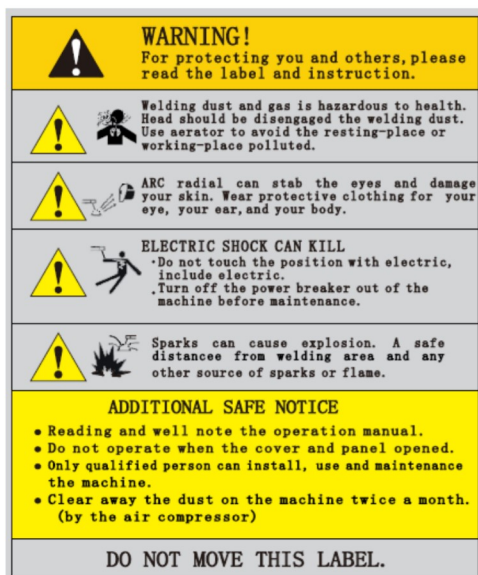 WARNING!
For protecting you and others, please
read the label and instruction.
Welding dust and gas is hazardous to health.
Head should be disengaged the welding dust.
Use aerator to avoid the resting-place or
working-place polluted.
ARC radial can stab the eyes and damage
your skin. Wear protective clothing for your
eye, your ear, and your body.
ELECTRIC SHOCK CAN KILL
·Do not touch the position with electric,
include electric.
.Turn off the power breaker out of the
machine before maintenance.
Sparks can cause explosion. A safe
distancee from welding area and any
other source of sparks or flame.
ADDITIONAL SAFE NOTICE
• Reading and well note the operation manual.
• Do not operate when the cover and panel opened.
• Only qualified person can install, use and maintenance
the machine.
• Clear away the dust on the machine twice a month.
(by the air compressor)
DO NOT MOVE THIS LABEL.